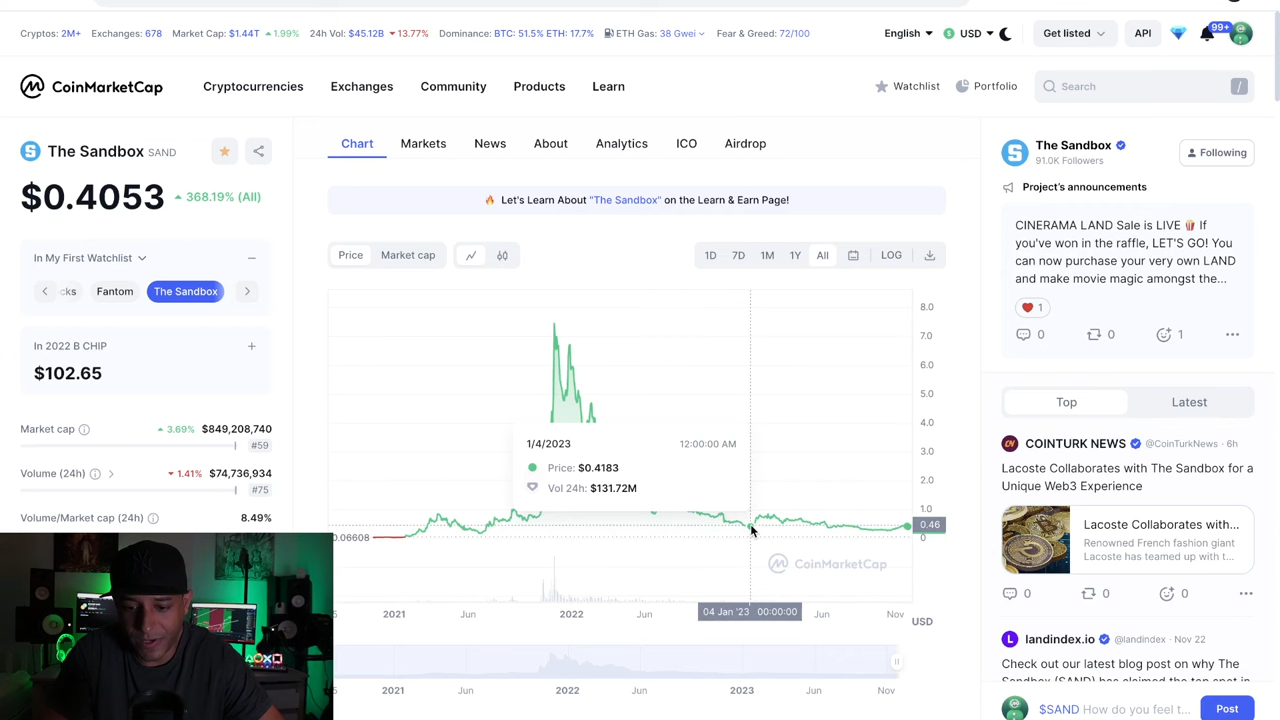 Cryptos: 2M+ Exchanges: 678 Market Cap: $1.44T 1.99% 24h Vol: $45.12B 13.77% Dominance: BTC: 51.5% ETH: 17.7% ETH Gas: 38 Gwei Fear & Greed: 72/100
English USD Get listed API 99+
CoinMarketCap Cryptocurrencies Exchanges Community Products Learn Watchlist Portfolio Search /
The Sandbox SAND
$0.4053 368.19% (All)
In My First Watchlist
cks Fantom The Sandbox
In 2022 B CHIP
$102.65
Market cap 3.69% $849,208,740
#59
Volume (24h) 1.41% $74,736,934
#75
Volume/Market cap (24h) 8.49%
Chart Markets News About Analytics ICO Airdrop
Let's Learn About "The Sandbox" on the Learn & Earn Page!
Price Market cap 1D 7D 1M 1Y All LOG
8.0
7.0
6.0
5.0
4.0
3.0
2.0
1.0
0.46
0
1/4/2023 12:00:00 AM
Price: $0.4183
Vol 24h: $131.72M
0.06608
CoinMarketCap
2021 Jun 2022 Jun 04 Jan '23 00:00:00 Jun Nov
USD
2021 Jun 2022 Jun 2023 Jun Nov
The Sandbox
91.0K Followers
Following
Project's announcements
CINERAMA LAND Sale is LIVE If
you've won in the raffle, LET'S GO! You
can now purchase your very own LAND
and make movie magic amongst the...
1
0 0 1
Top Latest
COINTURK NEWS @CoinTurkNews · 6h
Lacoste Collaborates with The Sandbox for a
Unique Web3 Experience
Lacoste Collaborates with...
Renowned French fashion giant
Lacoste has teamed up with t...
0 0 0
landindex.io @landindex · Nov 22
Check out our latest blog post on why The
Sandbox (SAND) has claimed the top spot in
$SAND How do you feel t... Post